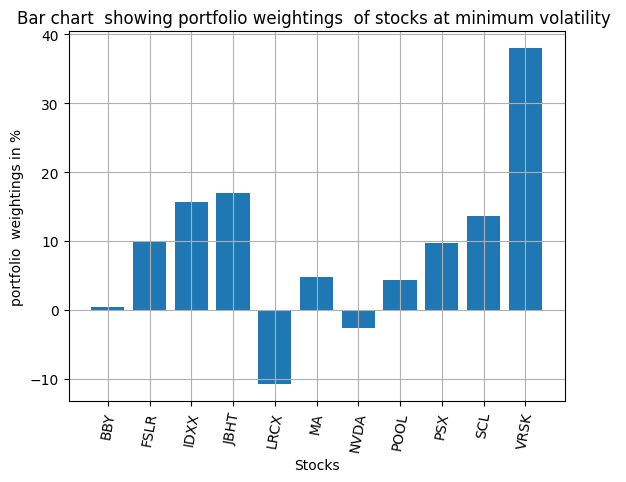 Bar chart  showing portfolio weightings  of stocks at minimum volatility
portfolio  weightings in %
40
30
20
10
0
−10
BBY
FSLR
IDXX
JBHT
LRCX
MA
NVDA
POOL
PSX
SCL
VRSK
Stocks